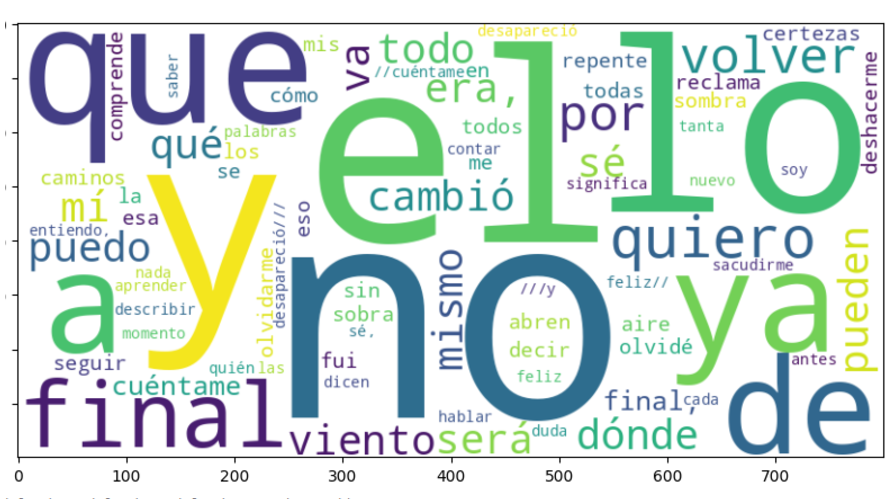 que
ello
y
no
ya
a
de
final
comprende
saber
mis
cómo
va
todo
desapareció
//cuéntame
en
era,
repente
volver
certezas
todas
reclama
sombra
por
tanta
deshacerme
qué
palabras
los
se
todos
contar
me
sé
significa
nuevo
soy
caminos
la
mí
esa
cambió
entiendo,
puedo
eso
desapareció///
olvidarme
quiero
sacudirme
pueden
nada
aprender
describir
momento
sin
sobra
sé,
mismo
///y
abren
decir
feliz
feliz//
aire
olvidé
antes
seguir
quién
las
cuéntame
fui
dicen
final,
cada
hablar
viento
será
duda
dónde
0 100 200 300 400 500 600 700